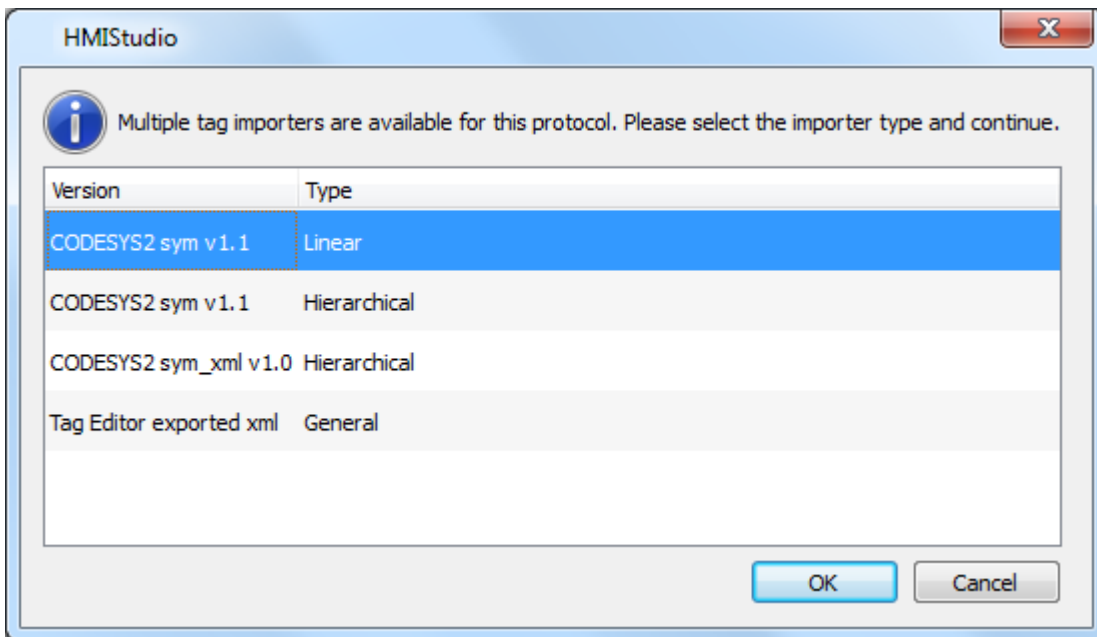 HMIStudio
Multiple tag importers are available for this protocol. Please select the importer type and continue.
Version Type
CODESYS2 sym v1.1 Linear
CODESYS2 sym v1.1 Hierarchical
CODESYS2 sym_xml v1.0 Hierarchical
Tag Editor exported xml General
OK Cancel